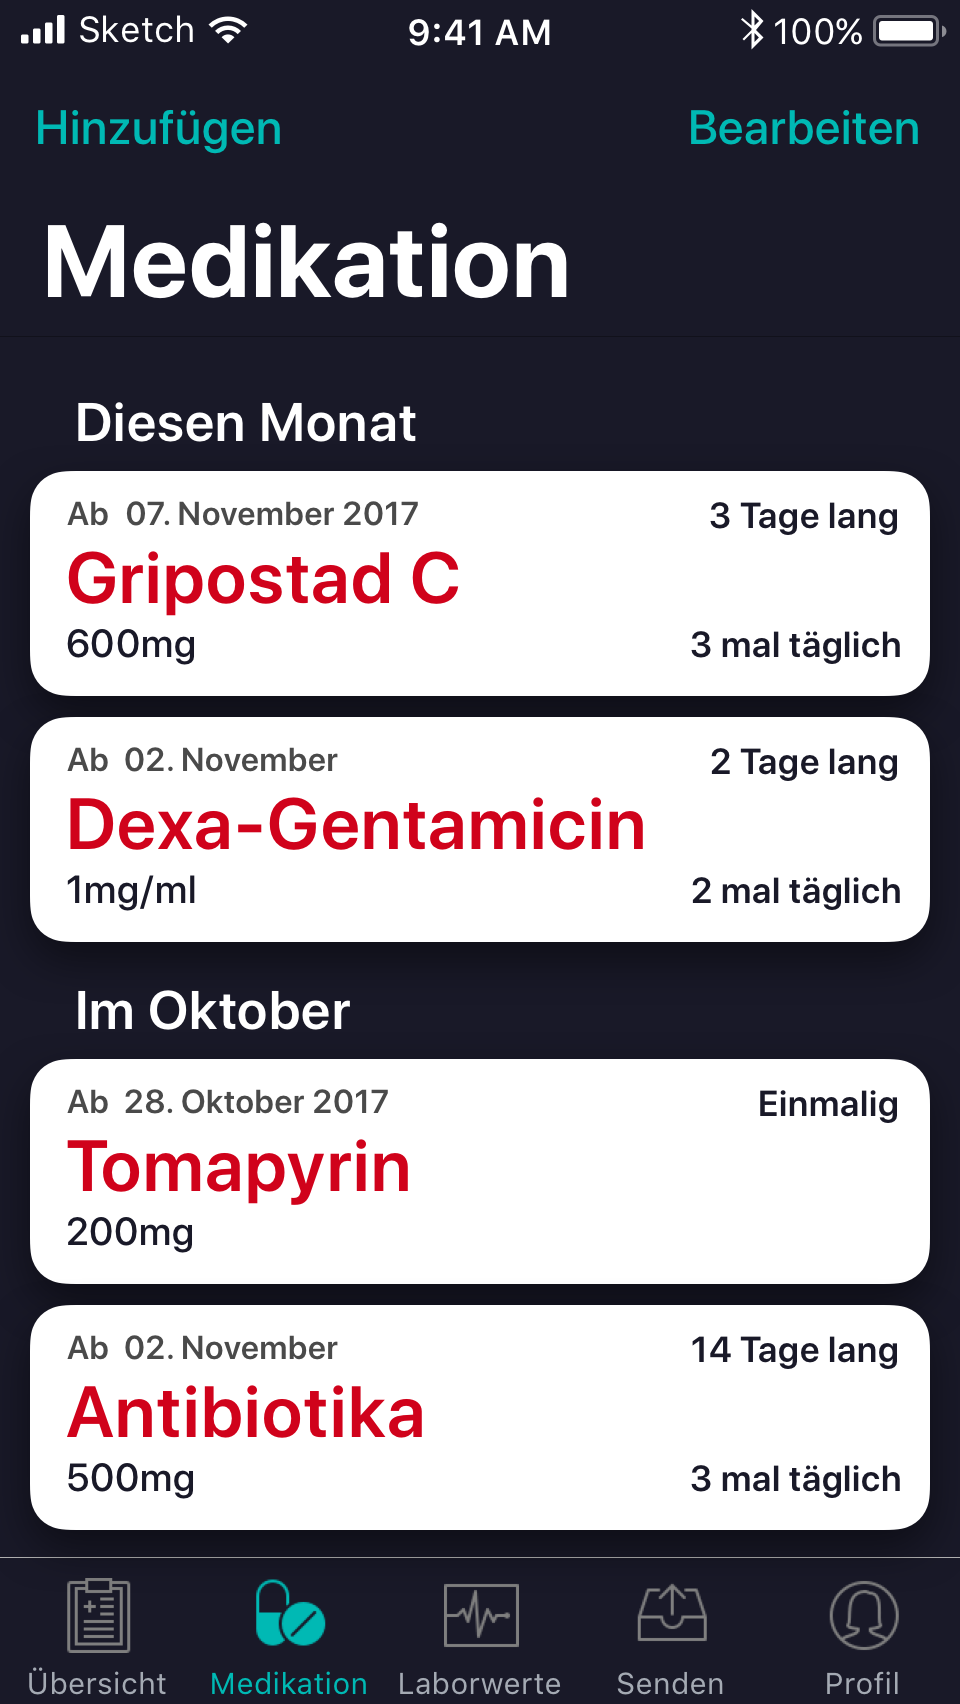 Sketch 9:41 AM 100%
Hinzufügen Bearbeiten
Medikation
Diesen Monat
Ab 07. November 2017 3 Tage lang
Gripostad C
600mg 3 mal täglich
Ab 02. November 2 Tage lang
Dexa-Gentamicin
1mg/ml 2 mal täglich
Im Oktober
Ab 28. Oktober 2017 Einmalig
Tomapyrin
200mg
Ab 02. November 14 Tage lang
Antibiotika
500mg 3 mal täglich
Übersicht Medikation Laborwerte Senden Profil